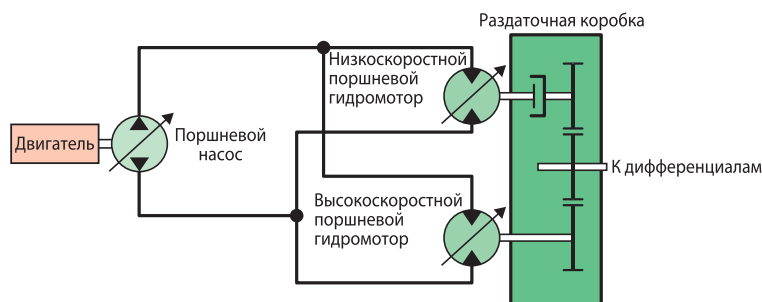 Раздаточная коробка
Низкоскоростной
поршневой
гидромотор
Двигатель
Поршневой
насос
К дифференциалам
Высокоскоростной
поршневой
гидромотор